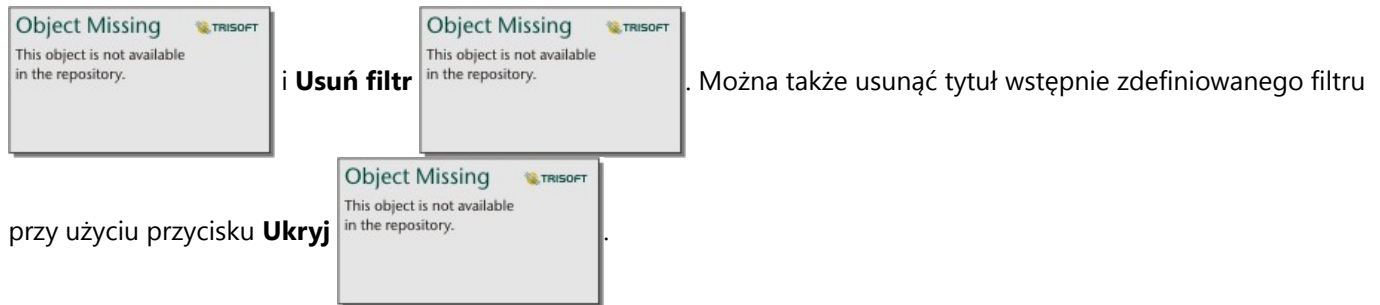 Object Missing TRISOFT
This object is not available
in the repository.
i Usuń filtr
Object Missing TRISOFT
This object is not available
in the repository.
. Można także usunąć tytuł wstępnie zdefiniowanego filtru
przy użyciu przycisku Ukryj
Object Missing TRISOFT
This object is not available
in the repository.
.